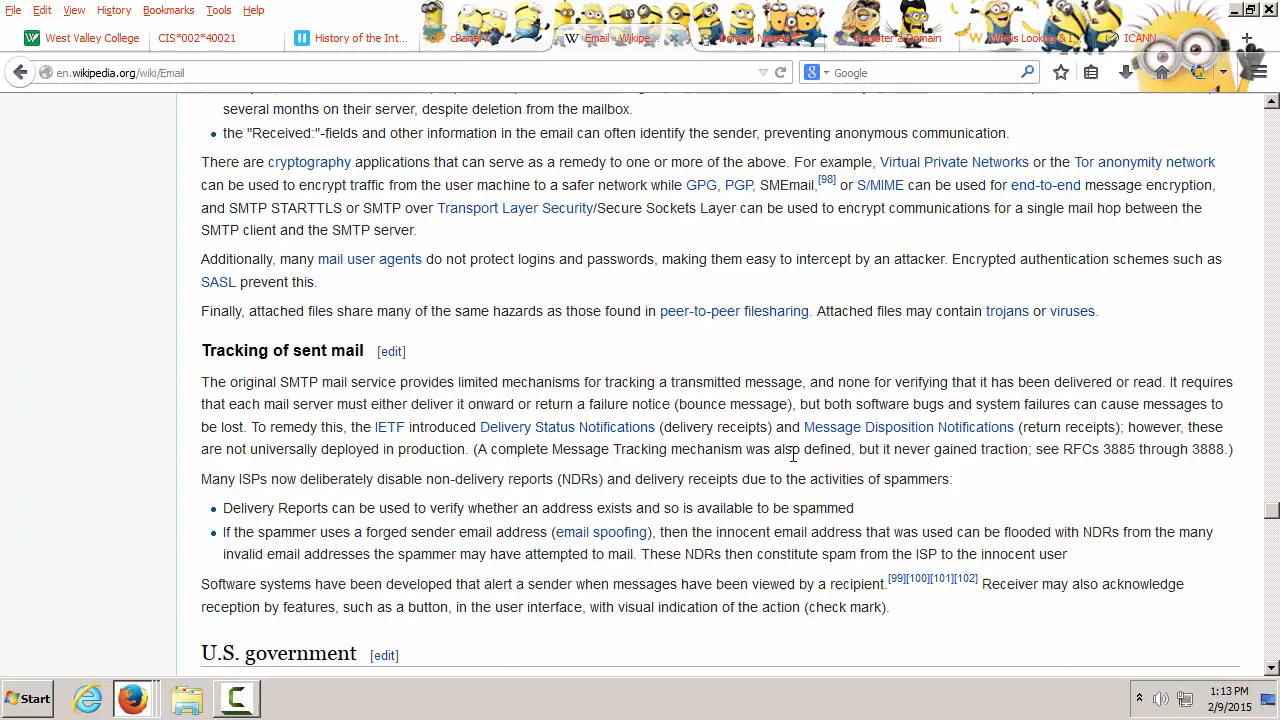 File Edit View History Bookmarks Tools Help
West Valley College CIS*002*40021 History of the Int... cPanel X Email - Wikipe... Domain Names Register a Domain Whois Lookup & I... ICANN
en.wikipedia.org/wiki/Email Google
several months on their server, despite deletion from the mailbox.
the "Received:"-fields and other information in the email can often identify the sender, preventing anonymous communication.
There are cryptography applications that can serve as a remedy to one or more of the above. For example, Virtual Private Networks or the Tor anonymity network
can be used to encrypt traffic from the user machine to a safer network while GPG, PGP, SMEmail,[98] or S/MIME can be used for end-to-end message encryption,
and SMTP STARTTLS or SMTP over Transport Layer Security/Secure Sockets Layer can be used to encrypt communications for a single mail hop between the
SMTP client and the SMTP server.
Additionally, many mail user agents do not protect logins and passwords, making them easy to intercept by an attacker. Encrypted authentication schemes such as
SASL prevent this.
Finally, attached files share many of the same hazards as those found in peer-to-peer filesharing. Attached files may contain trojans or viruses.
Tracking of sent mail [edit]
The original SMTP mail service provides limited mechanisms for tracking a transmitted message, and none for verifying that it has been delivered or read. It requires
that each mail server must either deliver it onward or return a failure notice (bounce message), but both software bugs and system failures can cause messages to
be lost. To remedy this, the IETF introduced Delivery Status Notifications (delivery receipts) and Message Disposition Notifications (return receipts); however, these
are not universally deployed in production. (A complete Message Tracking mechanism was also defined, but it never gained traction; see RFCs 3885 through 3888.)
Many ISPs now deliberately disable non-delivery reports (NDRs) and delivery receipts due to the activities of spammers:
Delivery Reports can be used to verify whether an address exists and so is available to be spammed
If the spammer uses a forged sender email address (email spoofing), then the innocent email address that was used can be flooded with NDRs from the many
invalid email addresses the spammer may have attempted to mail. These NDRs then constitute spam from the ISP to the innocent user
Software systems have been developed that alert a sender when messages have been viewed by a recipient.[99][100][101][102] Receiver may also acknowledge
reception by features, such as a button, in the user interface, with visual indication of the action (check mark).
U.S. government [edit]
Start 1:13 PM
2/9/2015